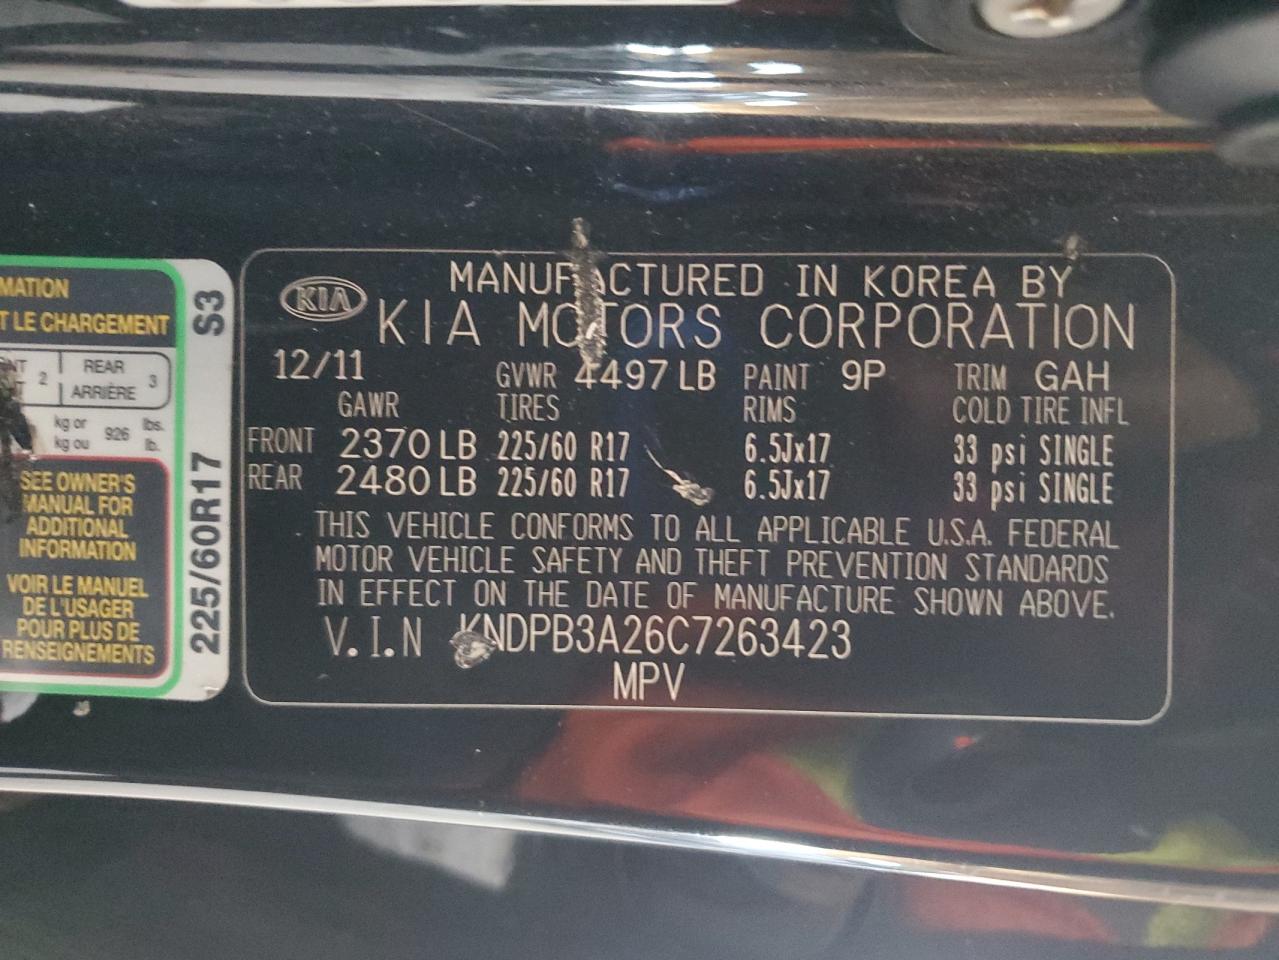 MATION
T LE CHARGEMENT
NT 2 REAR 3
T ARRIÈRE
kg or 926 lbs.
kg ou lb.
SEE OWNER'S
MANUAL FOR
ADDITIONAL
INFORMATION
VOIR LE MANUEL
DE L'USAGER
POUR PLUS DE
RENSEIGNEMENTS
225/60R17 S3
KIA
MANUFACTURED IN KOREA BY
KIA MOTORS CORPORATION
12/11 GVWR 4497 LB PAINT 9P TRIM GAH
GAWR TIRES RIMS COLD TIRE INFL
FRONT 2370 LB 225/60 R17 6.5Jx17 33 psi SINGLE
REAR 2480 LB 225/60 R17 6.5Jx17 33 psi SINGLE
THIS VEHICLE CONFORMS TO ALL APPLICABLE U.S.A. FEDERAL
MOTOR VEHICLE SAFETY AND THEFT PREVENTION STANDARDS
IN EFFECT ON THE DATE OF MANUFACTURE SHOWN ABOVE.
V.I.N KNDPB3A26C7263423
MPV